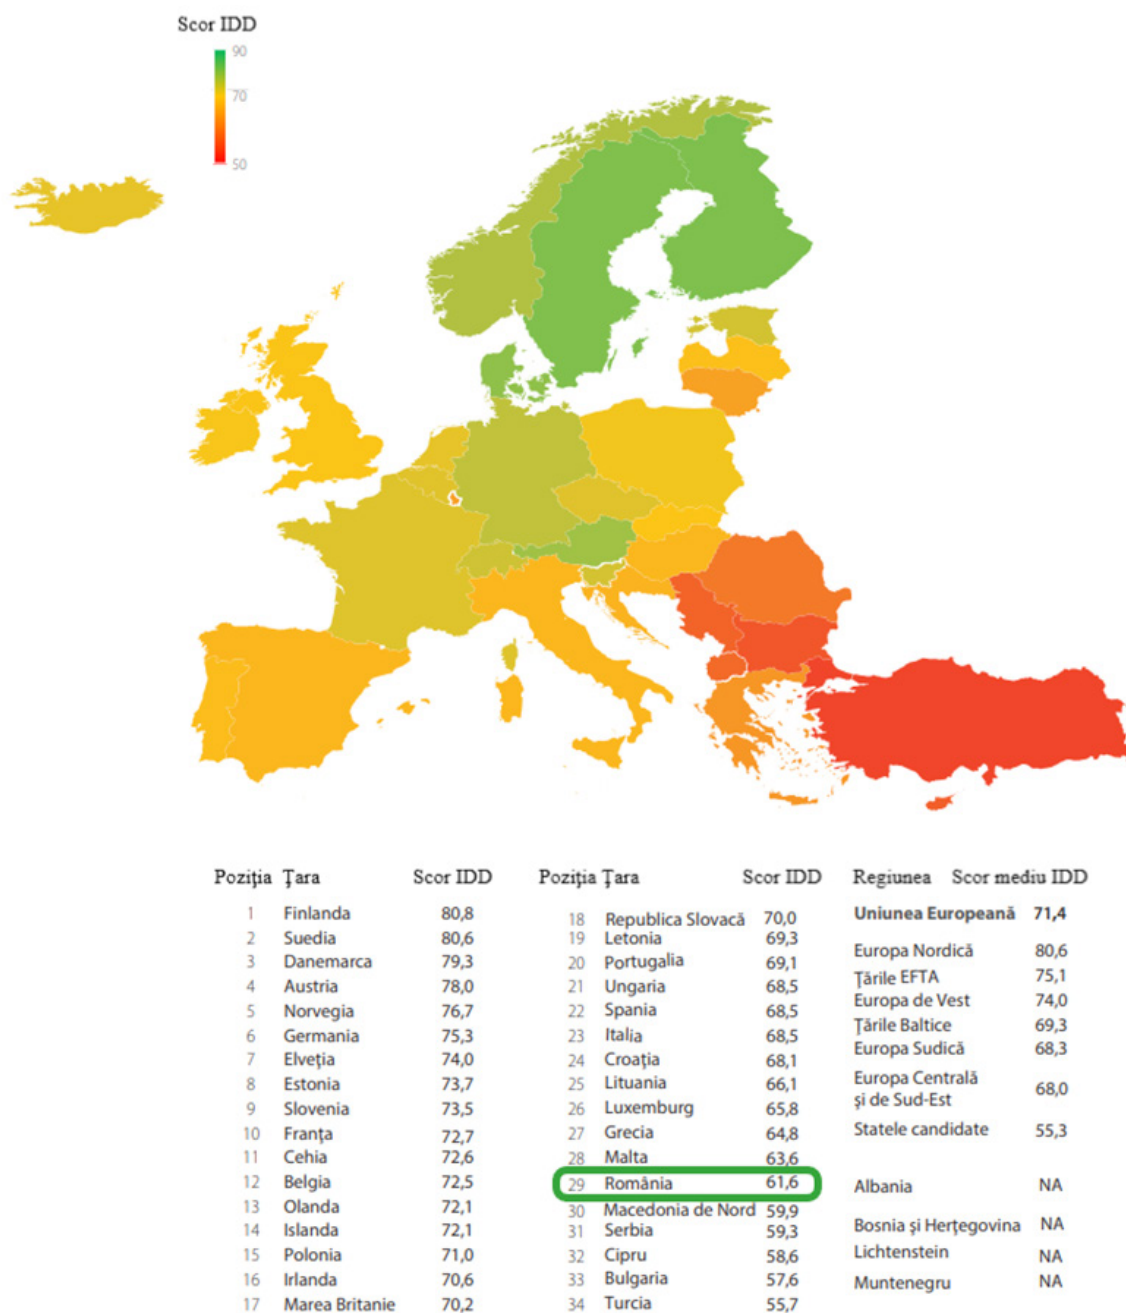 Scor IDD
90
70
50
Poziția Țara Scor IDD
1 Finlanda 80,8
2 Suedia 80,6
3 Danemarca 79,3
4 Austria 78,0
5 Norvegia 76,7
6 Germania 75,3
7 Elveția 74,0
8 Estonia 73,7
9 Slovenia 73,5
10 Franța 72,7
11 Cehia 72,6
12 Belgia 72,5
13 Olanda 72,1
14 Islanda 72,1
15 Polonia 71,0
16 Irlanda 70,6
17 Marea Britanie 70,2
Poziția Țara Scor IDD
18 Republica Slovacă 70,0
19 Letonia 69,3
20 Portugalia 69,1
21 Ungaria 68,5
22 Spania 68,5
23 Italia 68,5
24 Croația 68,1
25 Lituania 66,1
26 Luxemburg 65,8
27 Grecia 64,8
28 Malta 63,6
29 România 61,6
30 Macedonia de Nord 59,9
31 Serbia 59,3
32 Cipru 58,6
33 Bulgaria 57,6
34 Turcia 55,7
Regiunea Scor mediu IDD
Uniunea Europeană 71,4
Europa Nordică 80,6
Țările EFTA 75,1
Europa de Vest 74,0
Țările Baltice 69,3
Europa Sudică 68,3
Europa Centrală
și de Sud-Est 68,0
Statele candidate 55,3
Albania NA
Bosnia și Herțegovina NA
Lichtenstein NA
Muntenegru NA